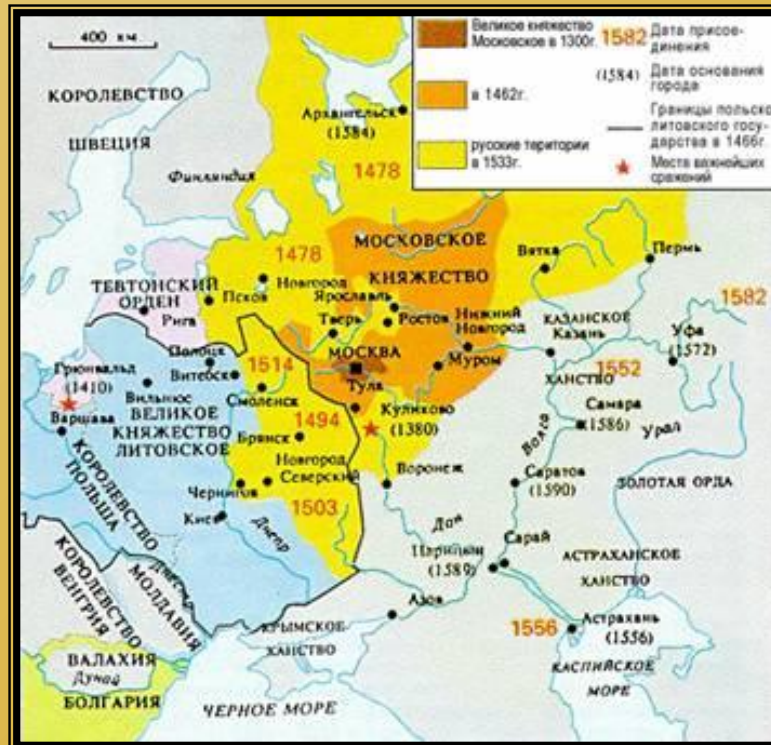 400 км
Великое княжество
Московское в 1300г.
в 1462г.
русские територии
в 1533г.
1582 Дата присое-
динения
(1584) Дата основания
города
Границы польско
литовского госу-
дарства в 1466г.
Места важнейших
сражений
КОРОЛЕВСТВО
ШВЕЦИЯ
Финляндия
Архангельск
(1584)
1478
1478
МОСКОВСКОЕ
КНЯЖЕСТВО
Вятка
Пермь
ТЕВТОНСКИЙ
ОРДЕН
Рига
Псков
Новгород
Ярославль
Тверь
Ростов
Нижний
Новгород
КАЗАНСКОЕ
Казань
ХАНСТВО
1552
1582
Уфа
(1572)
Грюнвальд
(1410)
Полоцк
Витебск
1514
Смоленск
МОСКВА
Муром
Тула
Вильнюс
ВЕЛИКОЕ
КНЯЖЕСТВО
ЛИТОВСКОЕ
Варшава
1494
Брянск
Куликово
(1380)
Самара
(1586)
Урал
Волга
КОРОЛЕВСТВО
ПОЛЬША
Новгород
Северский
Чернигов
1503
Воронеж
Саратов
(1590)
ЗОЛОТАЯ ОРДА
Киев
Днепр
Дон
Царицын
(1589)
Сарай
АСТРАХАНСКОЕ
ХАНСТВО
КОРОЛЕВСТВО
ВЕНГРИЯ
МОЛДАВИЯ
Азов
КРЫМСКОЕ
ХАНСТВО
1556
Астрахань
(1556)
ВАЛАХИЯ
Дунай
БОЛГАРИЯ
ЧЕРНОЕ МОРЕ
КАСПИЙСКОЕ
МОРЕ